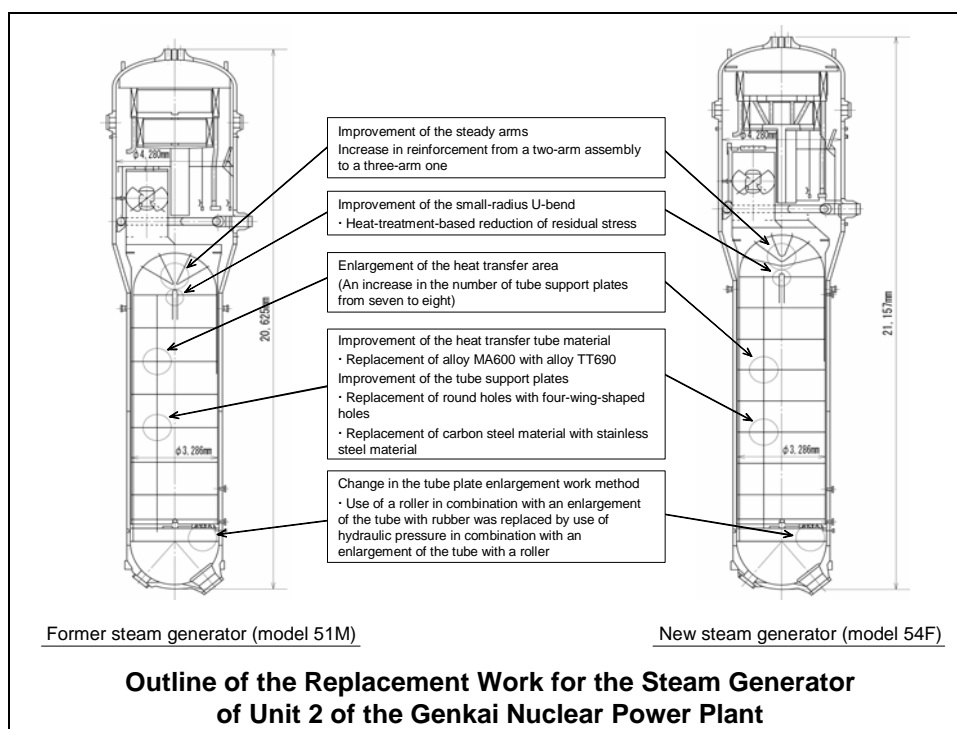 φ4, 280mm
20, 625mm
φ3, 286mm
Improvement of the steady arms
Increase in reinforcement from a two-arm assembly
to a three-arm one
Improvement of the small-radius U-bend
・Heat-treatment-based reduction of residual stress
Enlargement of the heat transfer area
(An increase in the number of tube support plates
from seven to eight)
Improvement of the heat transfer tube material
・Replacement of alloy MA600 with alloy TT690
Improvement of the tube support plates
・Replacement of round holes with four-wing-shaped
holes
・Replacement of carbon steel material with stainless
steel material
Change in the tube plate enlargement work method
・Use of a roller in combination with an enlargement
of the tube with rubber was replaced by use of
hydraulic pressure in combination with an
enlargement of the tube with a roller
φ4, 280mm
21, 157mm
φ3, 286mm
Former steam generator (model 51M)
New steam generator (model 54F)
Outline of the Replacement Work for the Steam Generator
of Unit 2 of the Genkai Nuclear Power Plant